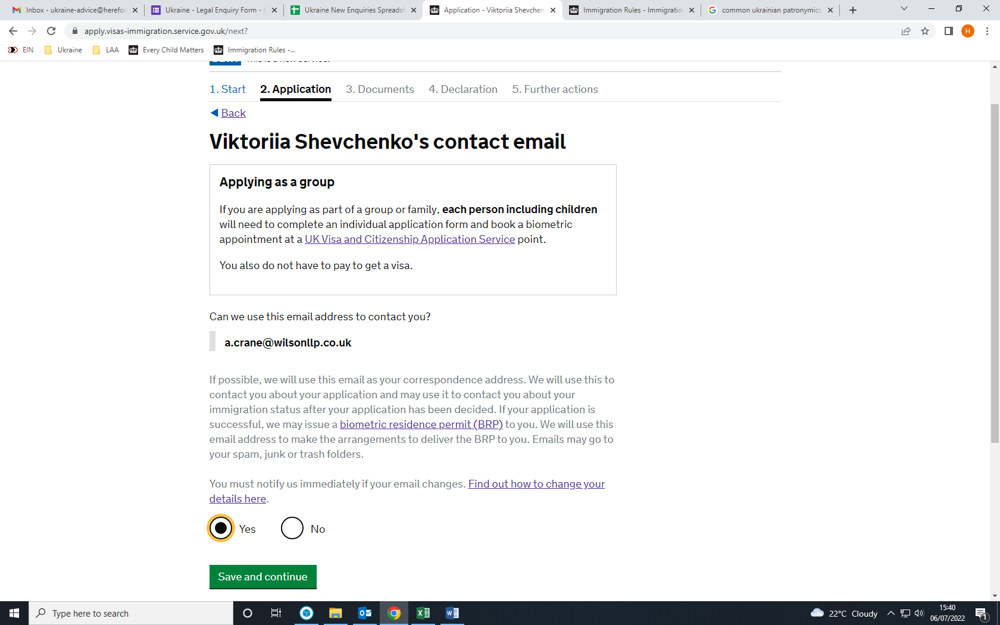 Inbox - ukraine-advice@herefor
Ukraine - Legal Enquiry Form -
Ukraine New Enquiries Spreadsh
Application - Viktoriia Shevchen
Immigration Rules - Immigratio
common ukrainian patronymics
apply.visas-immigration.service.gov.uk/next?
H
EIN
Ukraine
LAA
Every Child Matters
Immigration Rules -...
1. Start
2. Application
3. Documents
4. Declaration
5. Further actions
Back
Viktoriia Shevchenko's contact email
Applying as a group
If you are applying as part of a group or family, each person including children
will need to complete an individual application form and book a biometric
appointment at a UK Visa and Citizenship Application Service point.
You also do not have to pay to get a visa.
Can we use this email address to contact you?
a.crane@wilsonllp.co.uk
If possible, we will use this email as your correspondence address. We will use this to
contact you about your application and may use it to contact you about your
immigration status after your application has been decided. If your application is
successful, we may issue a biometric residence permit (BRP) to you. We will use this
email address to make the arrangements to deliver the BRP to you. Emails may go to
your spam, junk or trash folders.
You must notify us immediately if your email changes. Find out how to change your
details here.
Yes
No
Save and continue
Type here to search
22°C Cloudy
15:40
06/07/2022
1